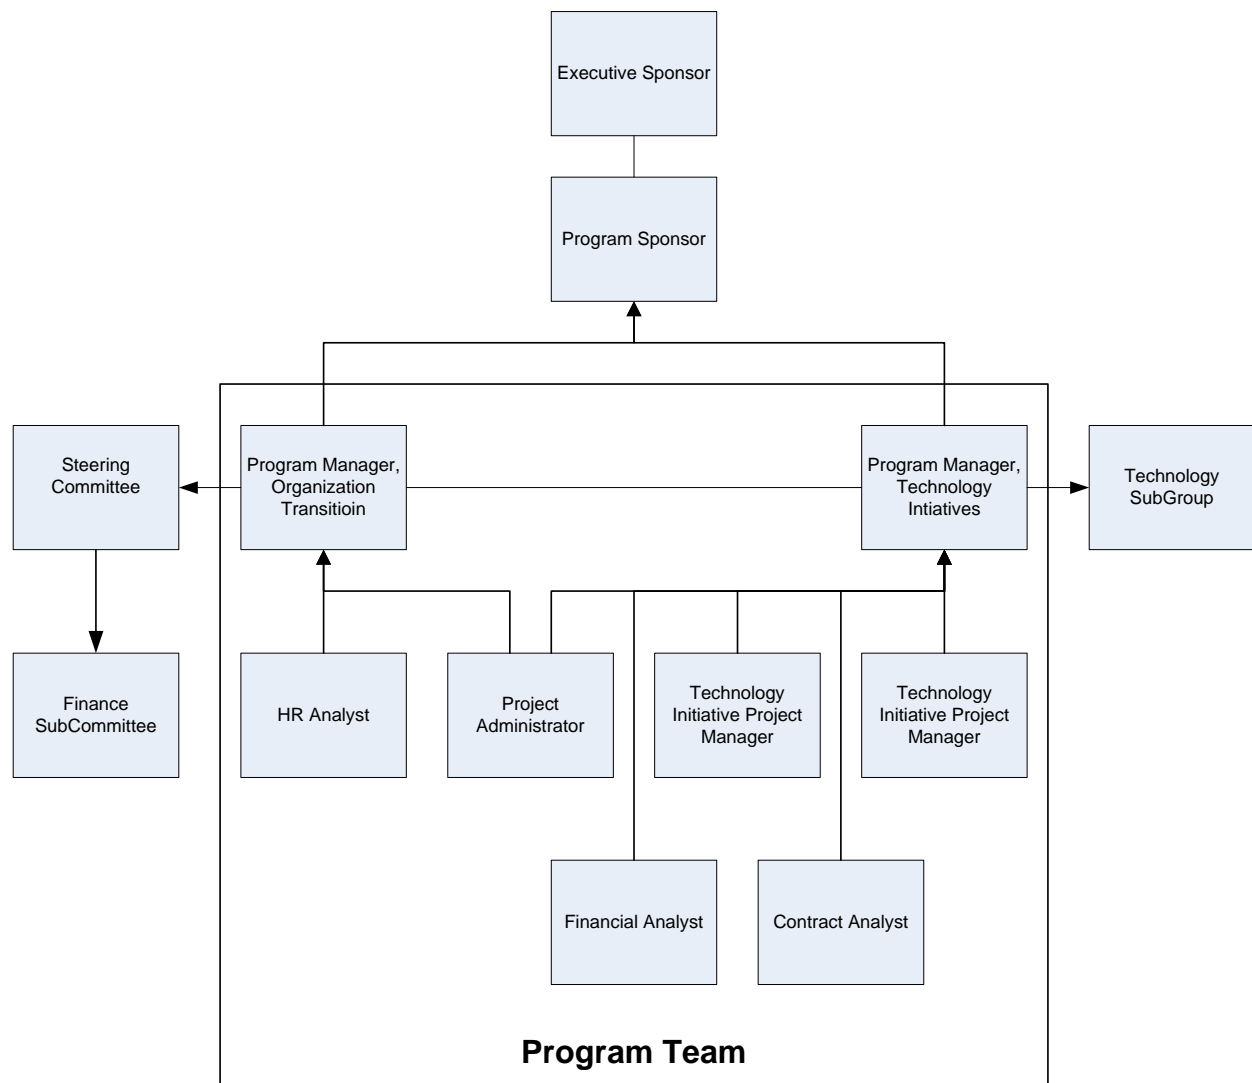 Executive Sponsor
Program Sponsor
Steering
Committee
Program Manager,
Organization
Transitioin
Program Manager,
Technology
Intiatives
Technology
SubGroup
Finance
SubCommittee
HR Analyst
Project
Administrator
Technology
Initiative Project
Manager
Technology
Initiative Project
Manager
Financial Analyst
Contract Analyst
Program Team